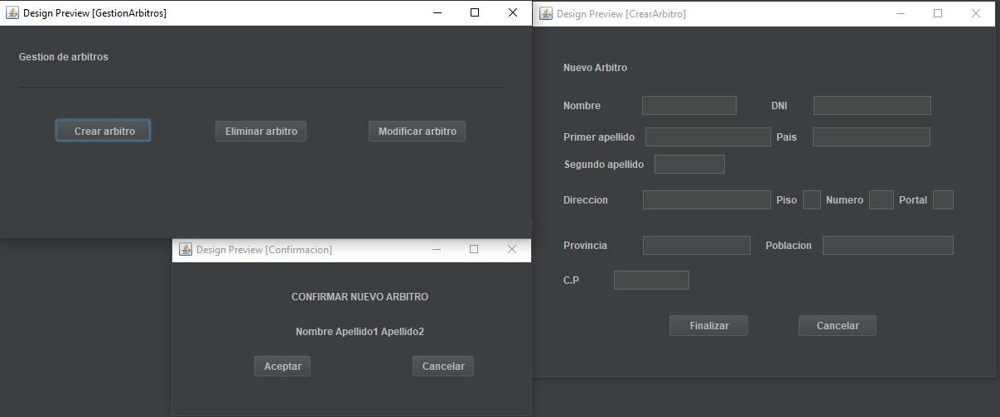 Design Preview [GestionArbitros]
Gestion de arbitros
Crear arbitro Eliminar arbitro Modificar arbitro
Design Preview [CrearArbitro]
Nuevo Arbitro
Nombre DNI
Primer apellido Pais
Segundo apellido
Direccion Piso Numero Portal
Provincia Poblacion
C.P
Finalizar Cancelar
Design Preview [Confirmacion]
CONFIRMAR NUEVO ARBITRO
Nombre Apellido1 Apellido2
Aceptar Cancelar